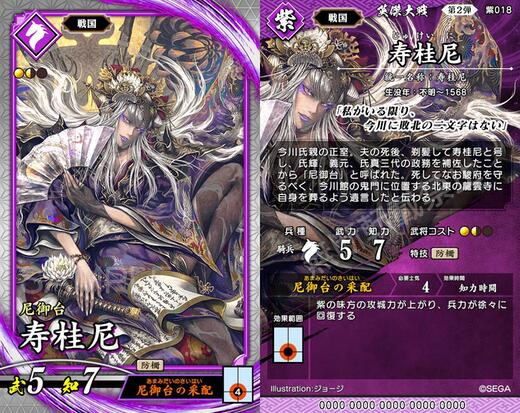 戦国
尼御台
寿桂尼
防柵
武5 知7
あまみだいのさいはい
尼御台の采配
4
紫
戦国
英傑大戦
第2弾
紫018
じゅけいに
寿桂尼
統一名称:寿桂尼
生没年:不明~1568
「私がいる限り、
今川に敗北の二文字はない」
今川氏親の正室。夫の死後、剃髪して寿桂尼と号
し、氏輝、義元、氏真三代の政務を補佐したこと
から「尼御台」と呼ばれた。死してなお駿府を守
るべく、今川館の鬼門に位置する北東の龍雲寺に
自身を葬るよう遺言したと伝わる。
兵種 武力 知力 武将コスト
騎兵 5 7 特技 防柵
あまみだいのさいはい 必要士気 効果時間
尼御台の采配 4 知力時間
効果範囲
紫の味方の攻城力が上がり、兵力が徐々に
回復する
Illustration:ジョージ
©SEGA
0000 0000 0000 0000 0000